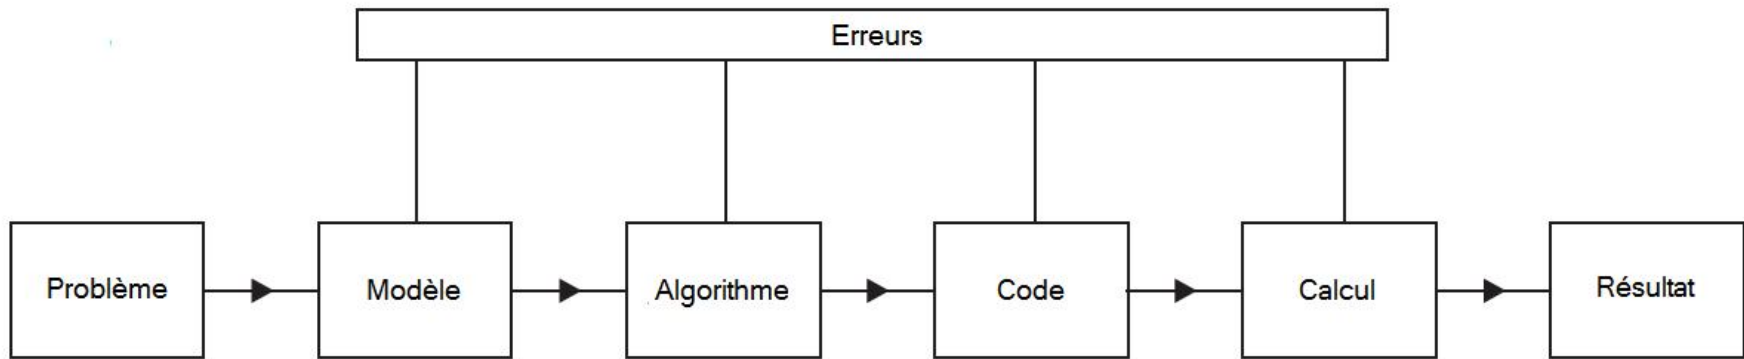 Erreurs
Problème
Modèle
Algorithme
Code
Calcul
Résultat